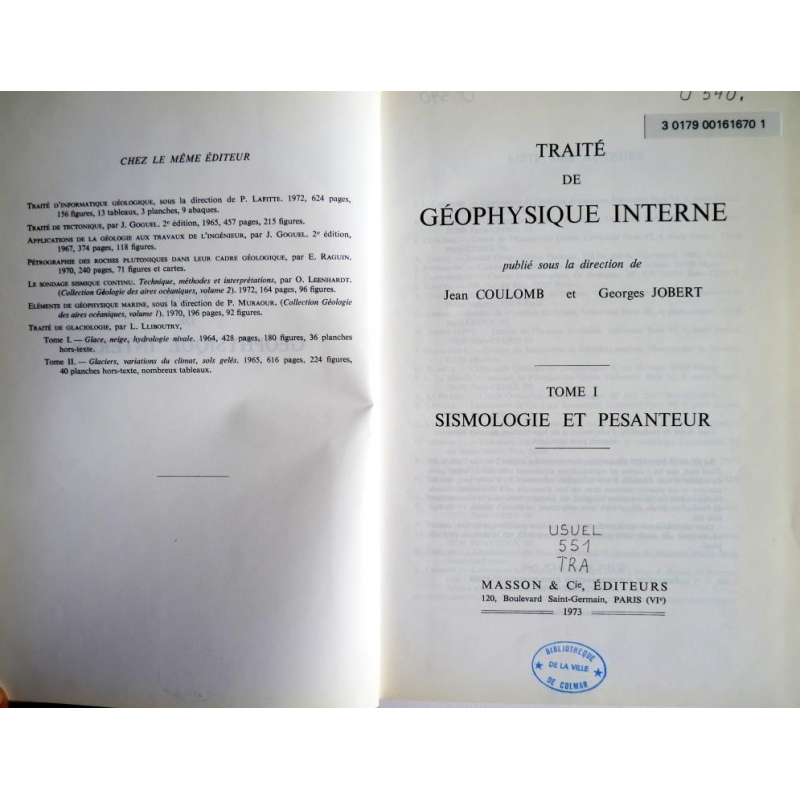 CHEZ LE MÊME ÉDITEUR
TRAITÉ D'INFORMATIQUE GÉOLOGIQUE, sous la direction de P. LAFITTE. 1972, 624 pages,
156 figures, 13 tableaux, 3 planches, 9 abaques.
TRAITÉ DE TECTONIQUE, par J. GOGUEL. 2e édition, 1965, 457 pages, 215 figures.
APPLICATIONS DE LA GÉOLOGIE AUX TRAVAUX DE L'INGÉNIEUR, par J. GOGUEL. 2e édition,
1967, 374 pages, 118 figures.
PÉTROGRAPHIE DES ROCHES PLUTONIQUES DANS LEUR CADRE GÉOLOGIQUE, par E. RAGUIN.
1970, 240 pages, 71 figures et cartes.
LE SONDAGE SISMIQUE CONTINU. Technique, méthodes et interprétations, par O. LEENHARDT.
(Collection Géologie des aires océaniques, volume 2). 1972, 164 pages, 96 figures.
ELÉMENTS DE GÉOPHYSIQUE MARINE, sous la direction de P. MURAOUR. (Collection Géologie
des aires océaniques, volume 1). 1970, 196 pages, 92 figures.
TRAITÉ DE GLACIOLOGIE, par L. LLIBOUTRY,
Tome I. — Glace, neige, hydrologie nivale. 1964, 428 pages, 180 figures, 36 planches
hors-texte.
Tome II. — Glaciers, variations du climat, sols gelés. 1965, 616 pages, 224 figures,
40 planches hors-texte, nombreux tableaux.
U 540.
3 0179 00161670 1
TRAITÉ
DE
GÉOPHYSIQUE INTERNE
publié sous la direction de
Jean COULOMB et Georges JOBERT
TOME I
SISMOLOGIE ET PESANTEUR
USUEL
551
TRA
MASSON & Cie, ÉDITEURS
120, Boulevard Saint-Germain, PARIS (VIe)
1973
BIBLIOTHEQUE
DE LA VILLE
DE COLMAR